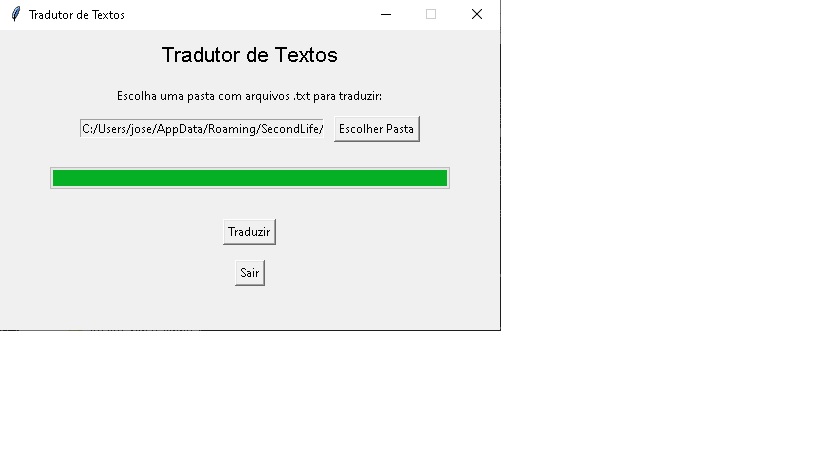 Tradutor de Textos
Tradutor de Textos
Escolha uma pasta com arquivos .txt para traduzir:
C:/Users/jose/AppData/Roaming/SecondLife/ Escolher Pasta
Traduzir
Sair